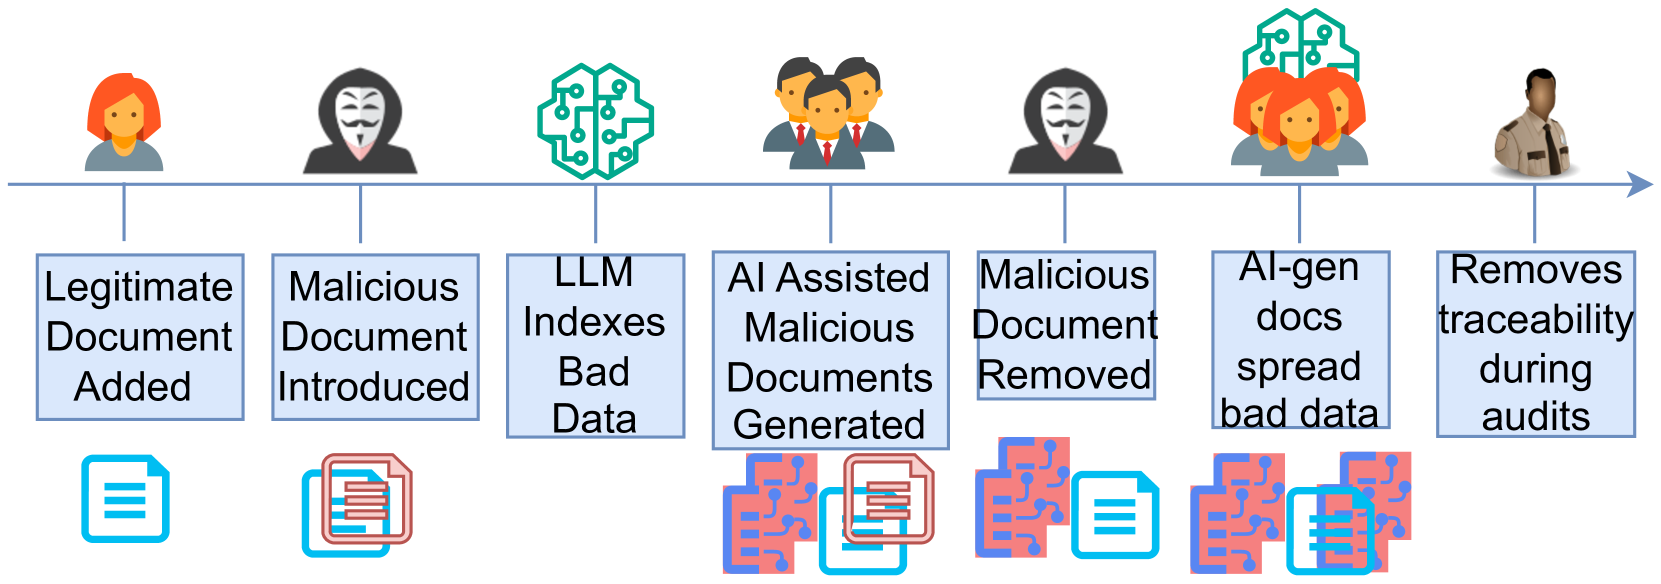 Legitimate
Document
Added
Malicious
Document
Introduced
LLM
Indexes
Bad
Data
AI Assisted
Malicious
Documents
Generated
Malicious
Document
Removed
AI-gen
docs
spread
bad data
Removes
traceability
during
audits